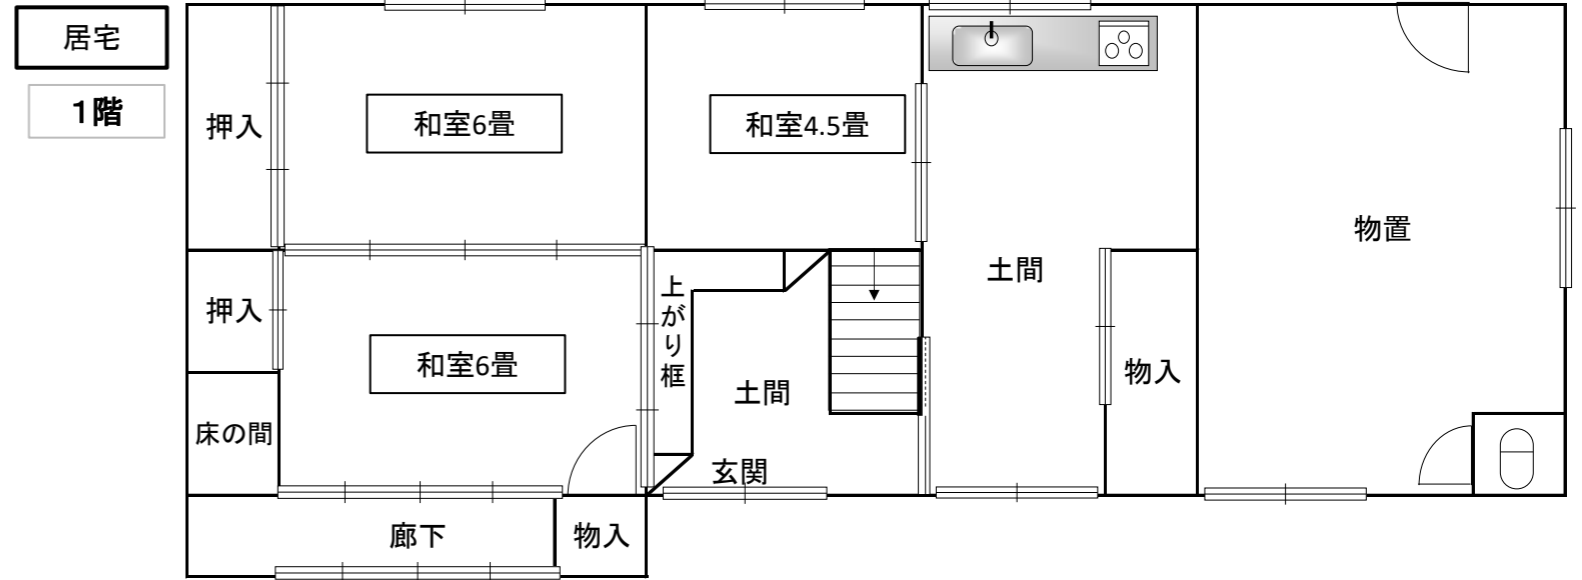 居宅
1階
押入
和室6畳
和室4.5畳
物置
土間
押入
和室6畳
上がり框
土間
物入
床の間
玄関
廊下
物入